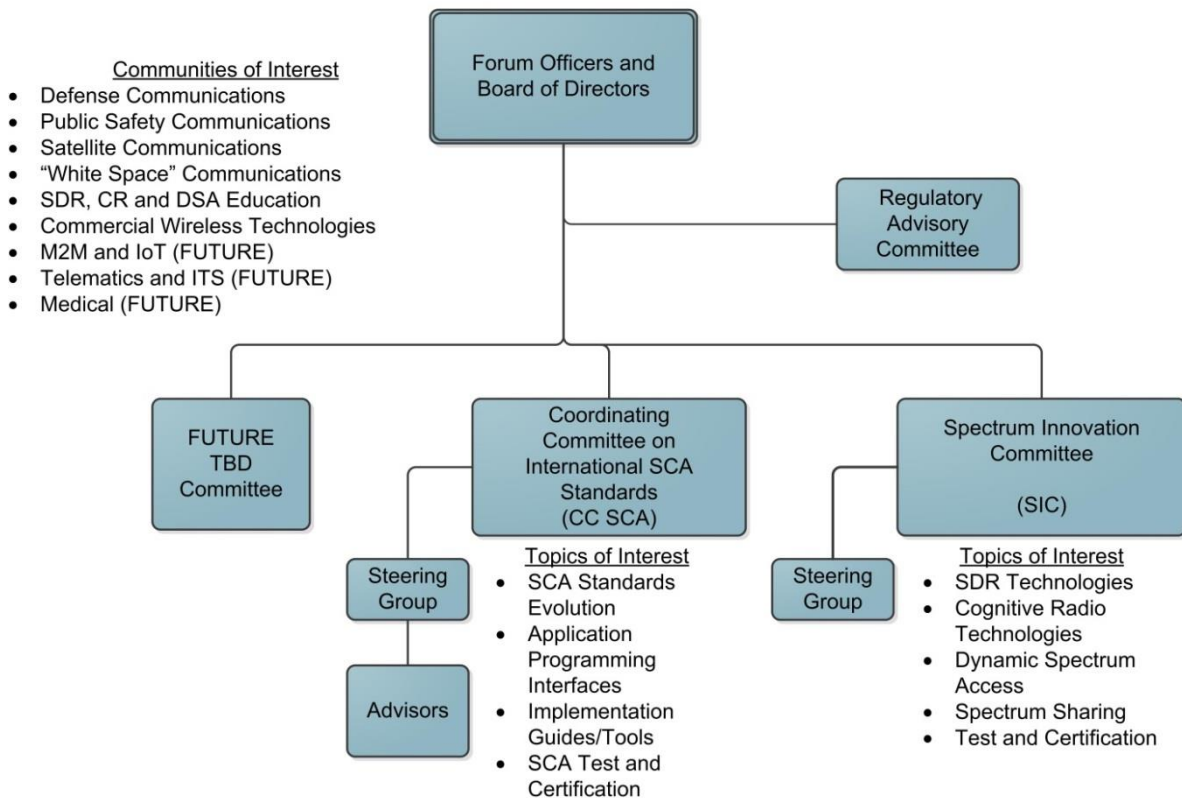 Communities of Interest
• Defense Communications
• Public Safety Communications
• Satellite Communications
• “White Space” Communications
• SDR, CR and DSA Education
• Commercial Wireless Technologies
• M2M and IoT (FUTURE)
• Telematics and ITS (FUTURE)
• Medical (FUTURE)
Forum Officers and
Board of Directors
Regulatory
Advisory
Committee
FUTURE
TBD
Committee
Coordinating
Committee on
International SCA
Standards
(CC SCA)
Steering
Group
Advisors
Topics of Interest
• SCA Standards
Evolution
• Application
Programming
Interfaces
• Implementation
Guides/Tools
• SCA Test and
Certification
Spectrum Innovation
Committee
(SIC)
Steering
Group
Topics of Interest
• SDR Technologies
• Cognitive Radio
Technologies
• Dynamic Spectrum
Access
• Spectrum Sharing
• Test and Certification